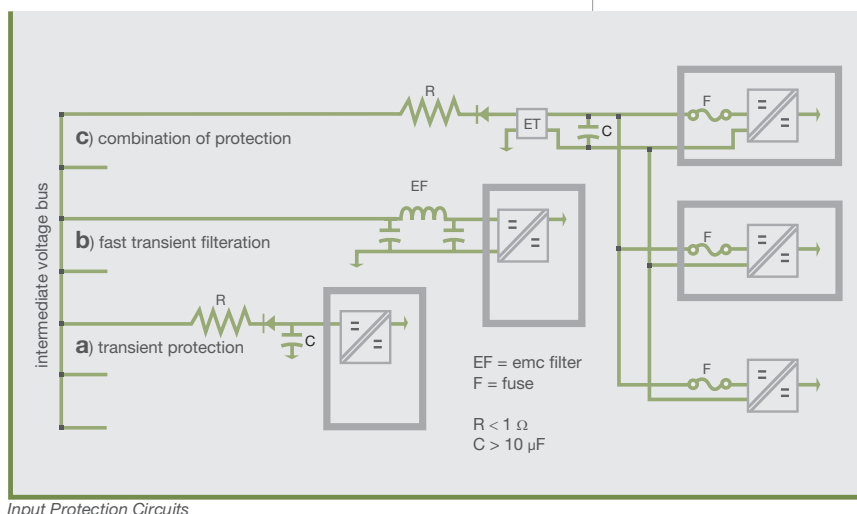 R
F
ET
C
c) combination of protection
EF
b) fast transient filteration
F
intermediate voltage bus
R
C
a) transient protection
EF = emc filter
F = fuse
F
R < 1 Ω
C > 10 µF
Input Protection Circuits